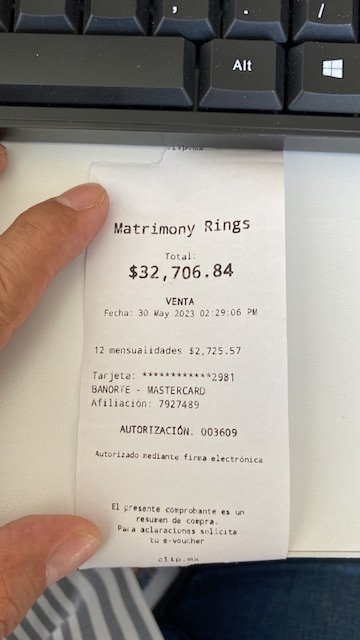 ,
.
/
Alt
clip.mx
Matrimony Rings
Total:
$32,706.84
VENTA
Fecha: 30 May 2023 02:29:06 PM
12 mensualidades $2,725.57
Tarjeta: ************2981
BANORTE - MASTERCARD
Afiliación: 7927489
AUTORIZACIÓN: 003609
Autorizado mediante firma electrónica
El presente comprobante es un
resumen de compra.
Para aclaraciones solicita
tu e-voucher
clip.mx